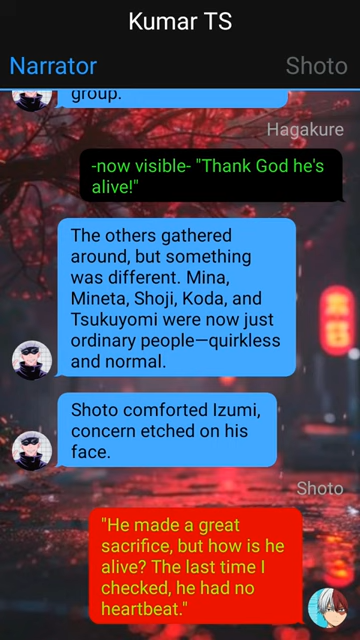 Kumar TS
Narrator
Shoto
group.
Hagakure
-now visible- "Thank God he's
alive!"
The others gathered
around, but something
was different. Mina,
Mineta, Shoji, Koda, and
Tsukuyomi were now just
ordinary people—quirkless
and normal.
Shoto comforted Izumi,
concern etched on his
face.
Shoto
"He made a great
sacrifice, but how is he
alive? The last time I
checked, he had no
heartbeat."